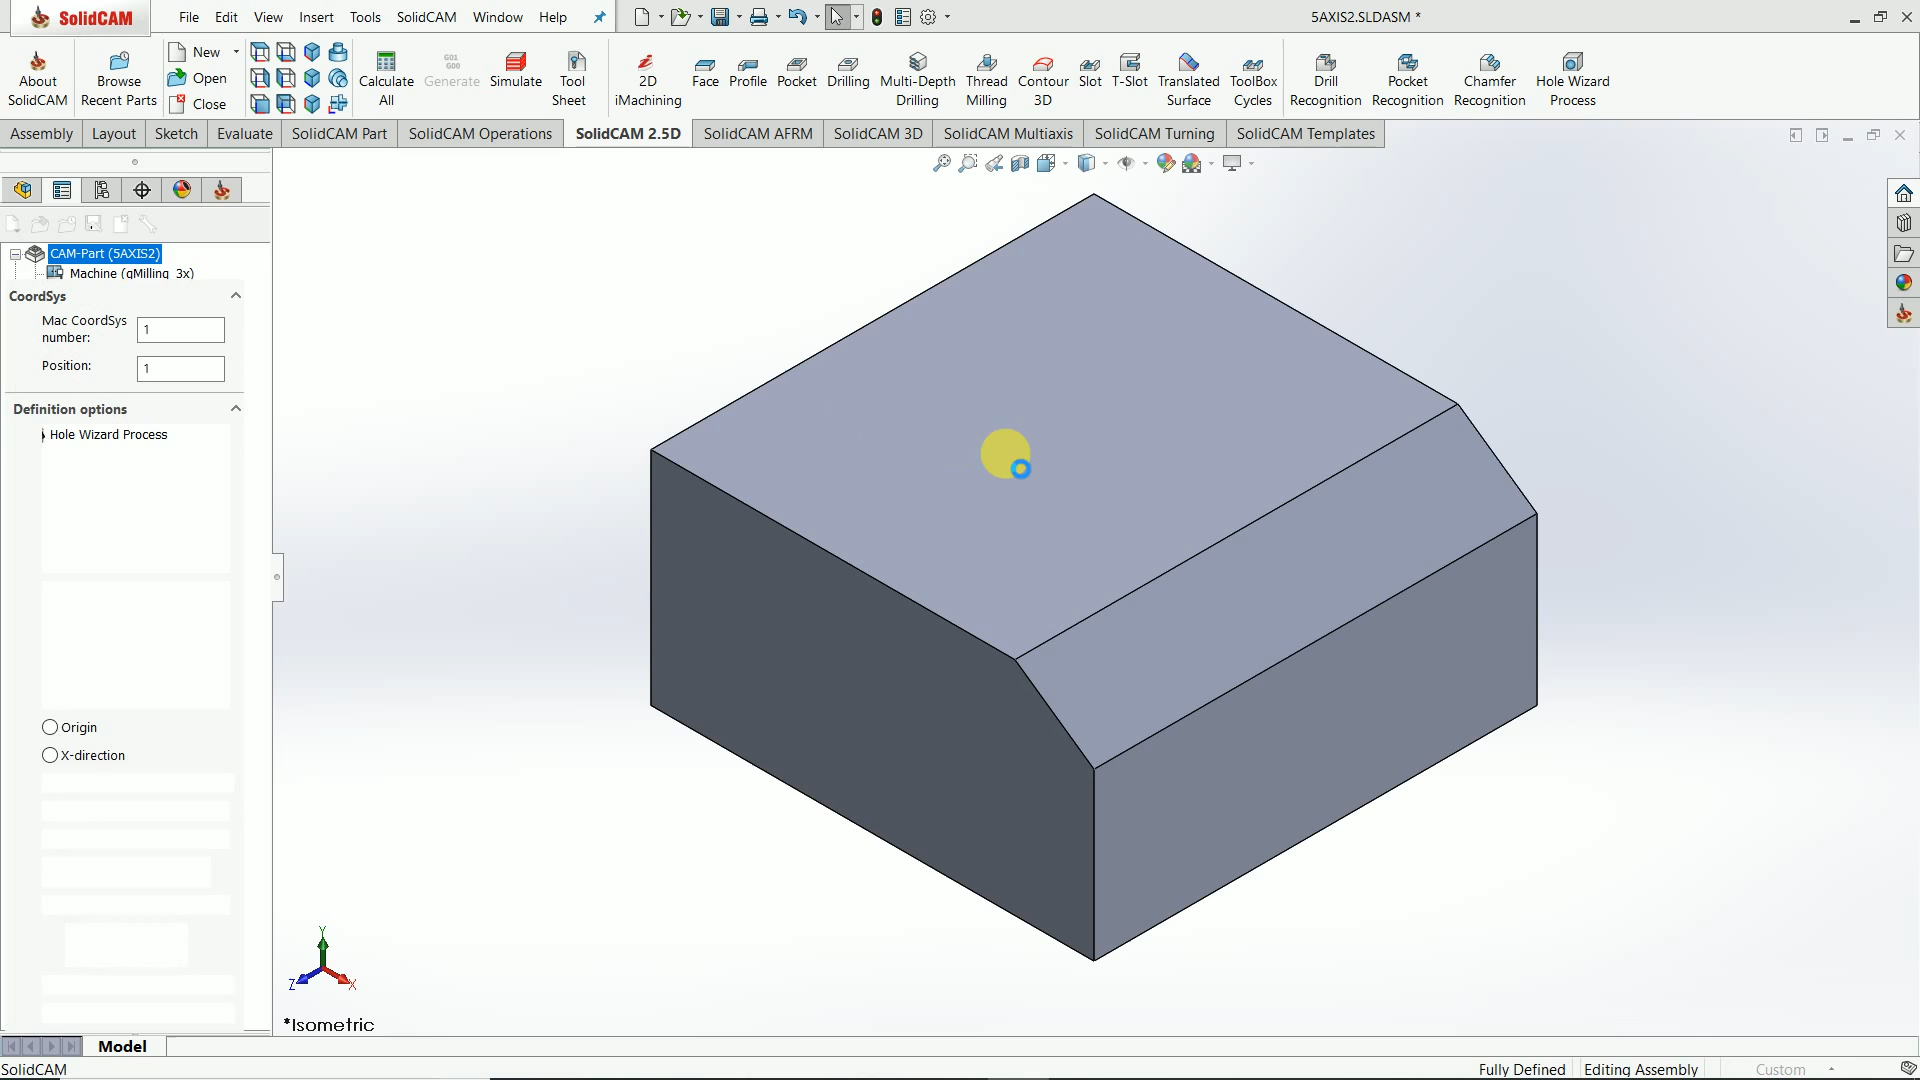 SolidCAM File Edit View Insert Tools SolidCAM Window Help 5AXIS2.SLDASM *
About SolidCAM
Browse Recent Parts
New
Open
Close
Calculate All
G01 G00
Generate
Simulate
Tool Sheet
2D iMachining
Face
Profile
Pocket
Drilling
Multi-Depth Drilling
Thread Milling
Contour 3D
Slot
T-Slot
Translated Surface
ToolBox Cycles
Drill Recognition
Pocket Recognition
Chamfer Recognition
Hole Wizard Process
Assembly Layout Sketch Evaluate SolidCAM Part SolidCAM Operations SolidCAM 2.5D SolidCAM AFRM SolidCAM 3D SolidCAM Multiaxis SolidCAM Turning SolidCAM Templates
CAM-Part (5AXIS2)
Machine (gMilling_3x)
CoordSys
Mac CoordSys number: 1
Position: 1
Definition options
Hole Wizard Process
Origin
X-direction
Y
Z
X
*Isometric
Model
SolidCAM Fully Defined Editing Assembly Custom